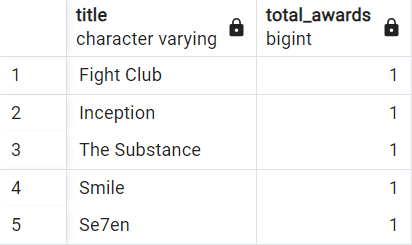 title total_awards
character varying bigint
1 Fight Club 1
2 Inception 1
3 The Substance 1
4 Smile 1
5 Se7en 1